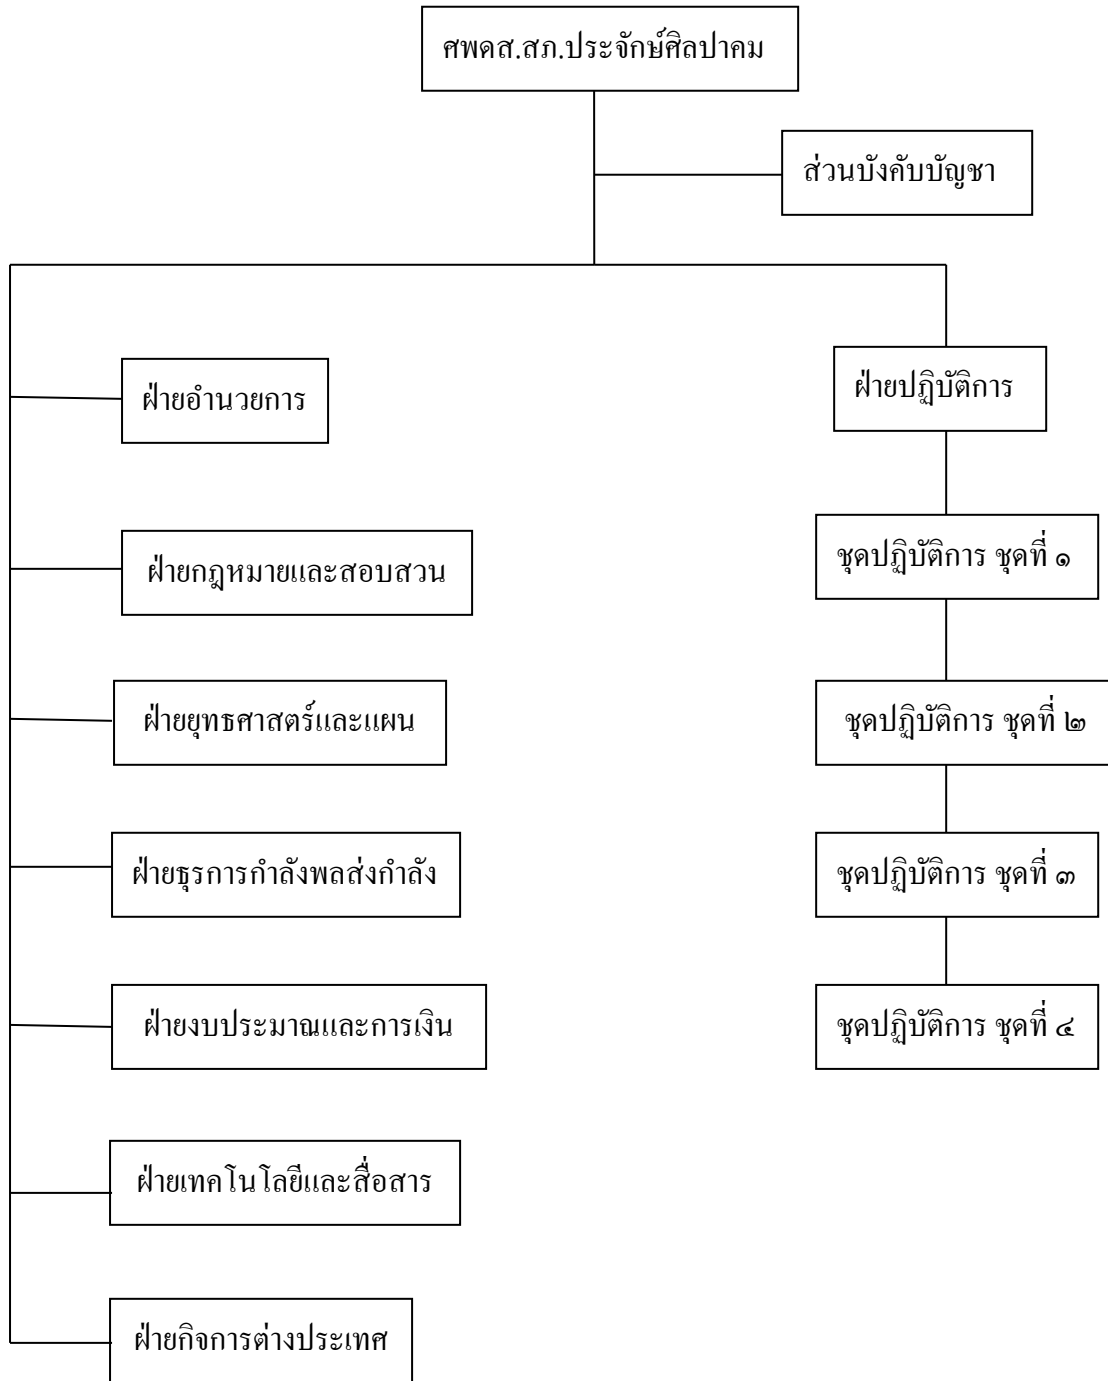 ศพดส.สภ.ประจักษ์ศิลปาคม
ส่วนบังคับบัญชา
ฝ่ายอำนวยการ
ฝ่ายปฏิบัติการ
ฝ่ายกฎหมายและสอบสวน
ชุดปฏิบัติการ ชุดที่ ๑
ฝ่ายยุทธศาสตร์และแผน
ชุดปฏิบัติการ ชุดที่ ๒
ฝ่ายธุรการกำลังพลส่งกำลัง
ชุดปฏิบัติการ ชุดที่ ๓
ฝ่ายงบประมาณและการเงิน
ชุดปฏิบัติการ ชุดที่ ๔
ฝ่ายเทคโนโลยีและสื่อสาร
ฝ่ายกิจการต่างประเทศ